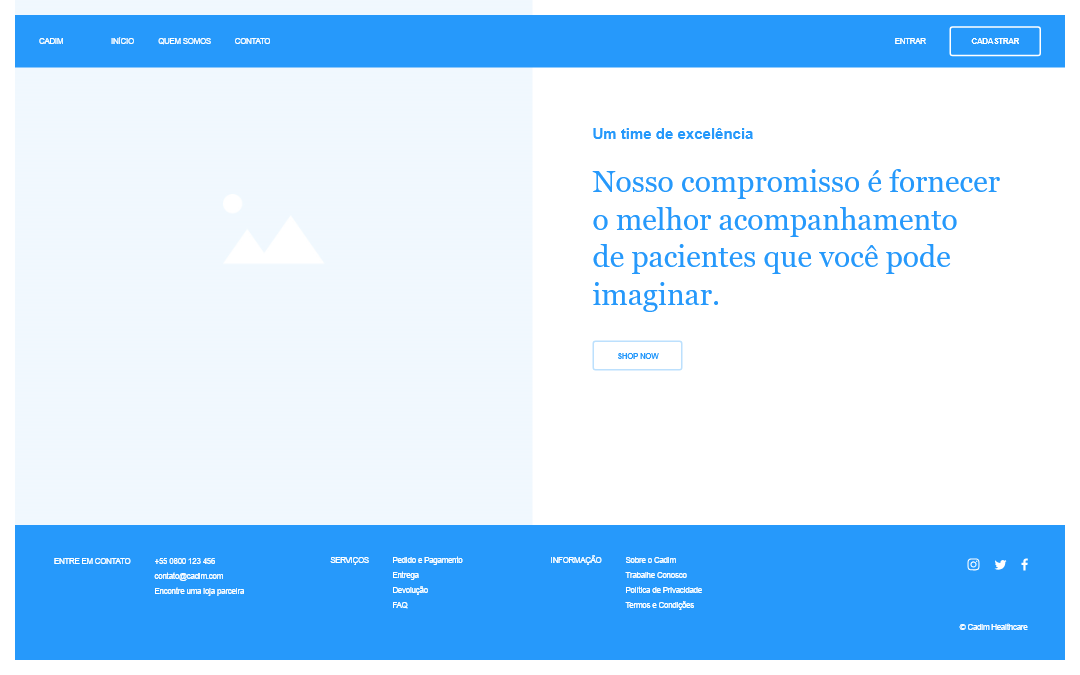 CADIM INÍCIO QUEM SOMOS CONTATO ENTRAR CADASTRAR
Um time de excelência
Nosso compromisso é fornecer
o melhor acompanhamento
de pacientes que você pode
imaginar.
SHOP NOW
ENTRE EM CONTATO
+55 0800 123 456
contato@cadim.com
Encontre uma loja parceira
SERVIÇOS
Pedido e Pagamento
Entrega
Devolução
FAQ
INFORMAÇÃO
Sobre o Cadim
Trabalhe Conosco
Política de Privacidade
Termos e Condições
© Cadim Healthcare